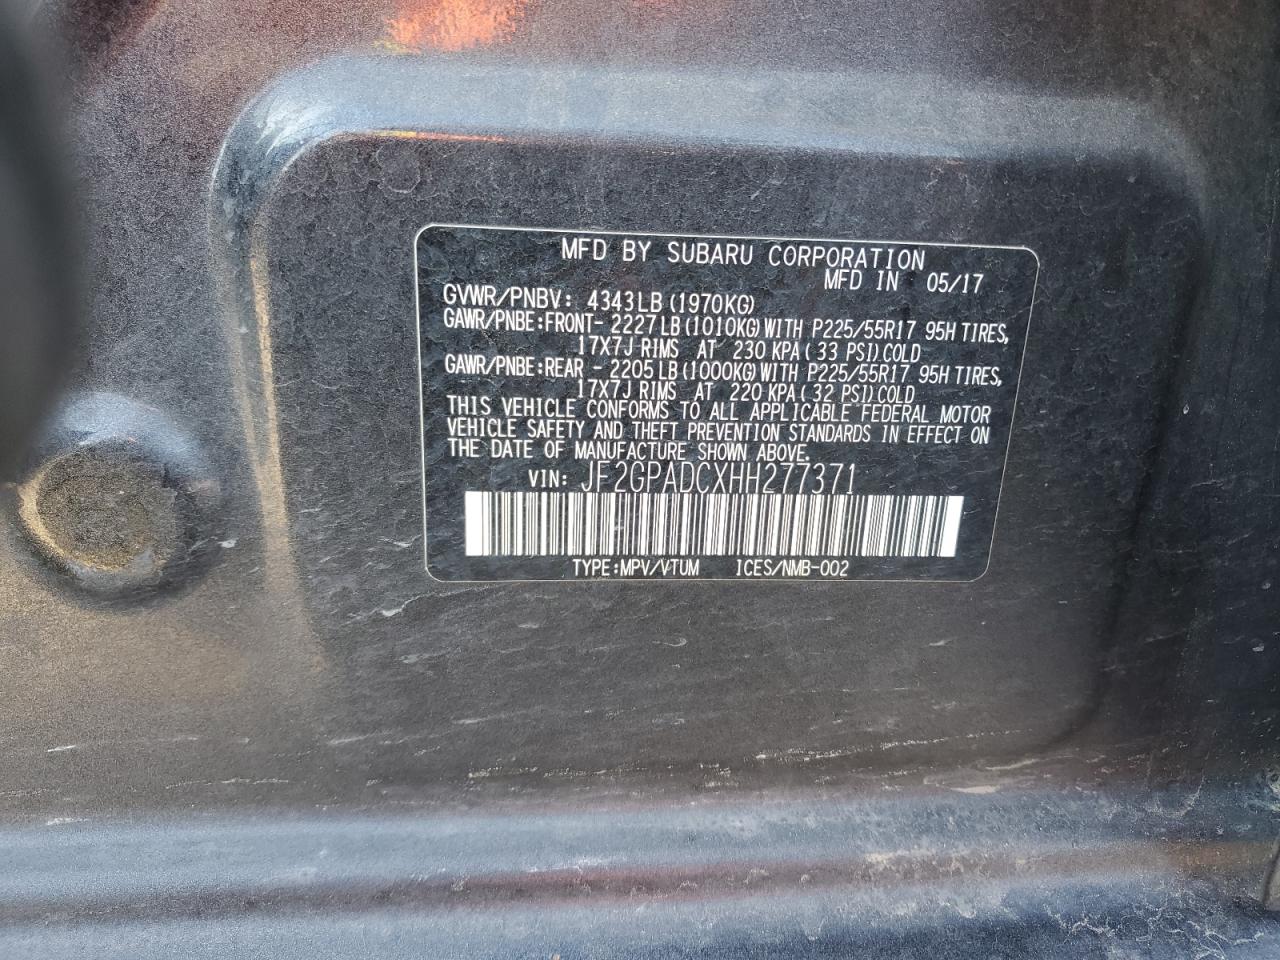 MFD BY SUBARU CORPORATION
MFD IN 05/17
GVWR/PNBV: 4343LB (1970KG)
GAWR/PNBE:FRONT- 2227LB (1010KG) WITH P225/55R17 95H TIRES,
17X7J RIMS AT 230 KPA ( 33 PSI) COLD
GAWR/PNBE:REAR - 2205LB (1000KG) WITH P225/55R17 95H TIRES,
17X7J RIMS AT 220 KPA ( 32 PSI) COLD
THIS VEHICLE CONFORMS TO ALL APPLICABLE FEDERAL MOTOR
VEHICLE SAFETY AND THEFT PREVENTION STANDARDS IN EFFECT ON
THE DATE OF MANUFACTURE SHOWN ABOVE.
VIN: JF2GPADCXHH277371
TYPE:MPV/VTUM ICES/NMB-002